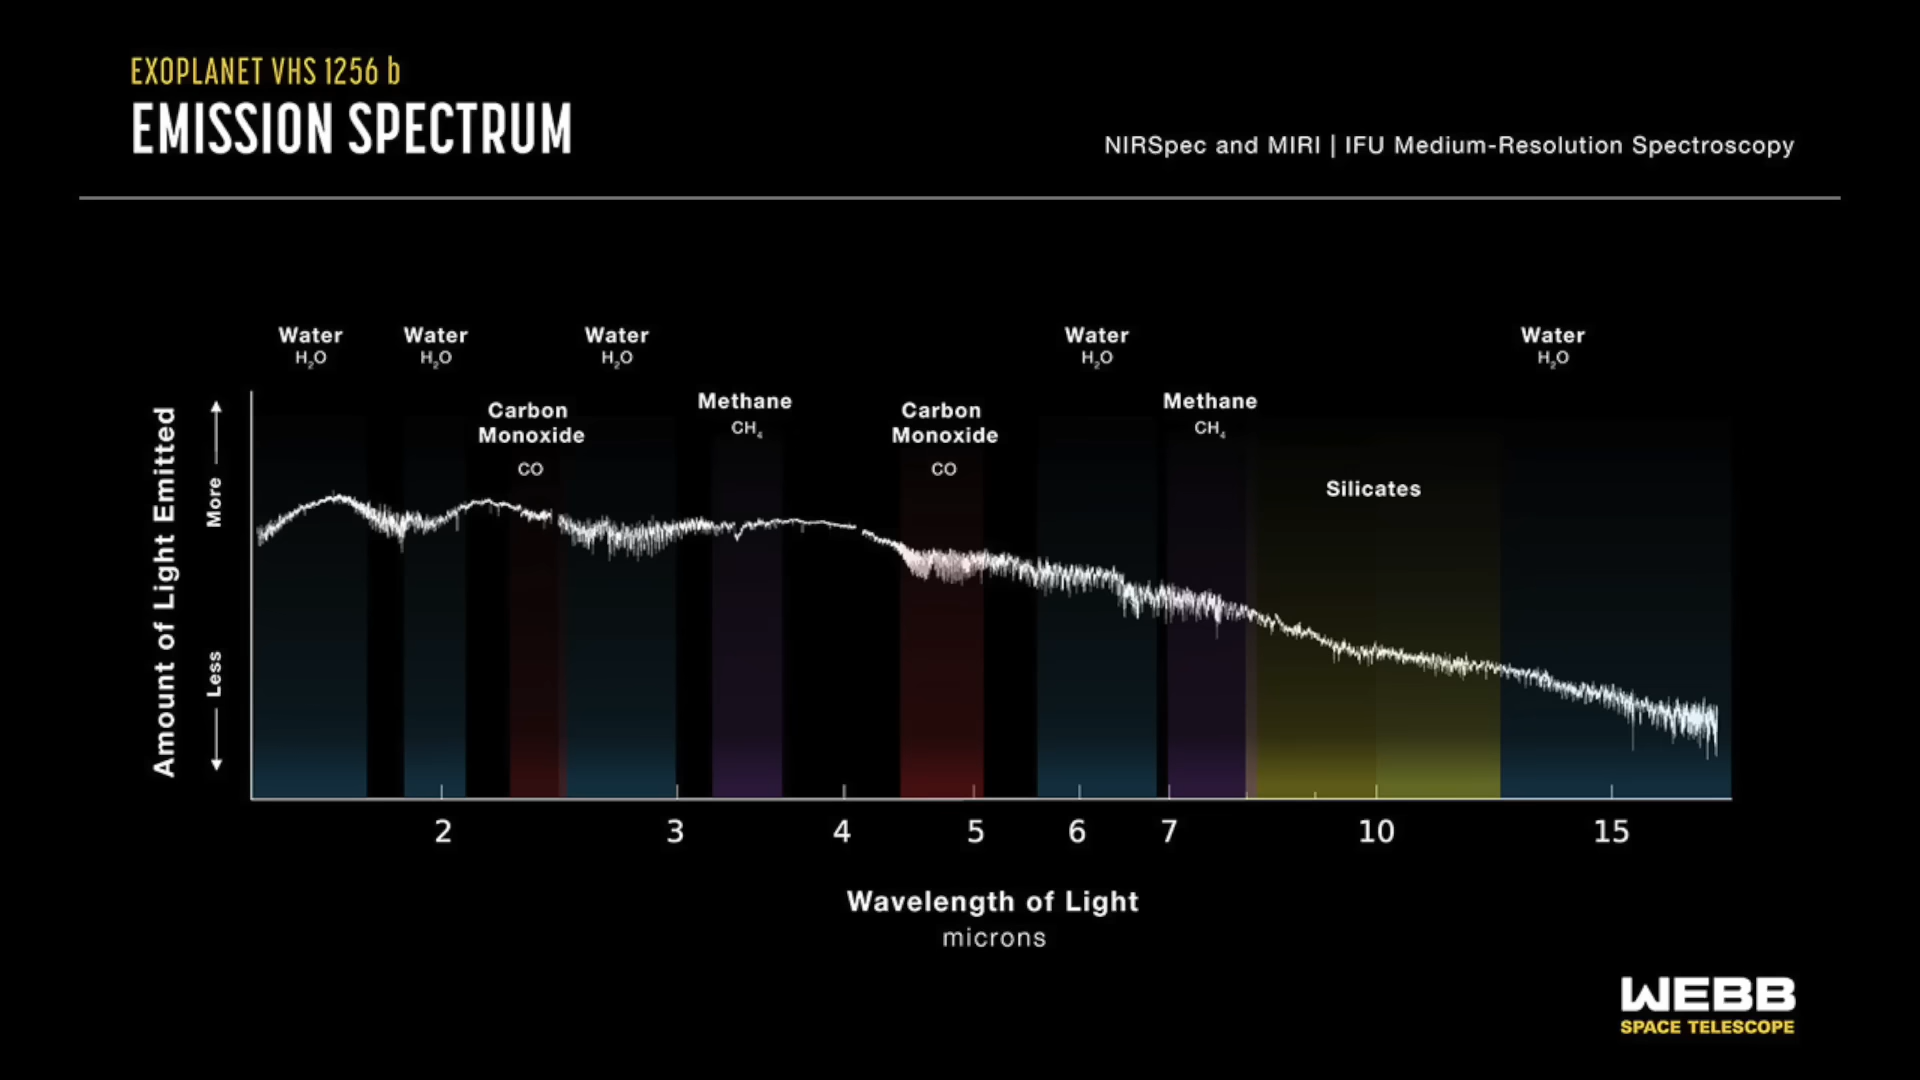 EXOPLANET VHS 1256 b
EMISSION SPECTRUM
NIRSpec and MIRI | IFU Medium-Resolution Spectroscopy
Water
H₂O
Water
H₂O
Water
H₂O
Water
H₂O
Water
H₂O
Carbon
Monoxide
CO
Methane
CH₄
Carbon
Monoxide
CO
Methane
CH₄
Silicates
Amount of Light Emitted
More
Less
2 3 4 5 6 7 10 15
Wavelength of Light
microns
WEBB
SPACE TELESCOPE